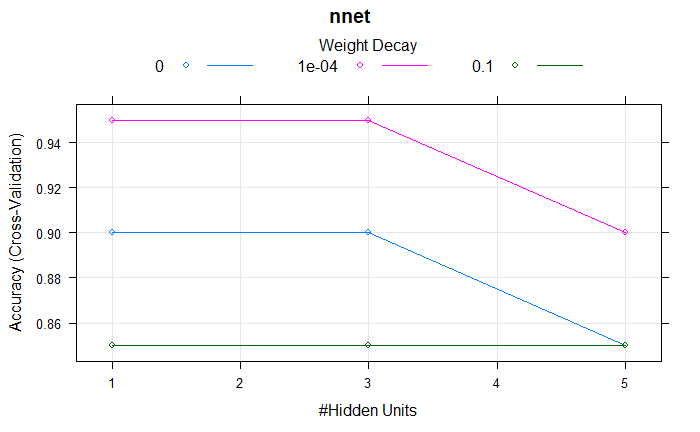 nnet
Weight Decay
0 1e-04 0.1
Accuracy (Cross-Validation)
0.94
0.92
0.90
0.88
0.86
1 2 3 4 5
#Hidden Units